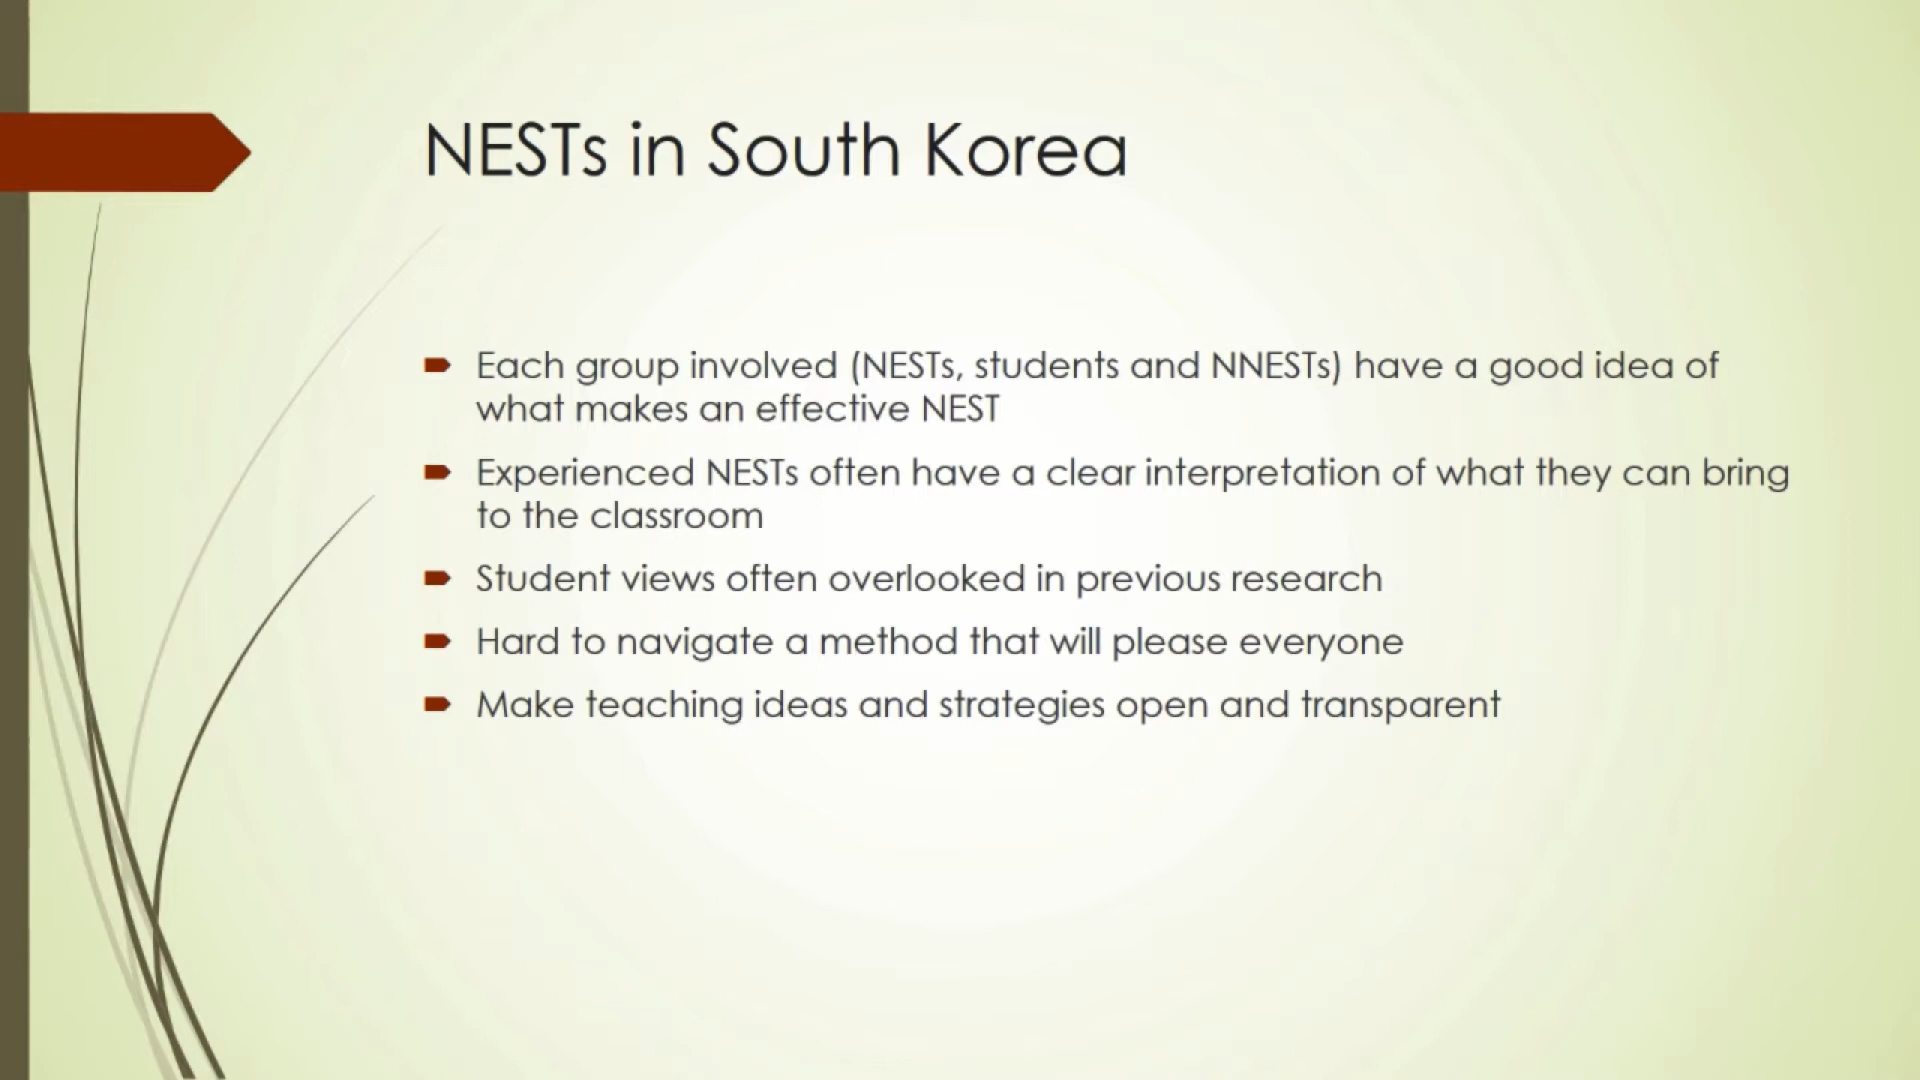 NESTs in South Korea
Each group involved (NESTs, students and NNESTs) have a good idea of
what makes an effective NEST
Experienced NESTs often have a clear interpretation of what they can bring
to the classroom
Student views often overlooked in previous research
Hard to navigate a method that will please everyone
Make teaching ideas and strategies open and transparent